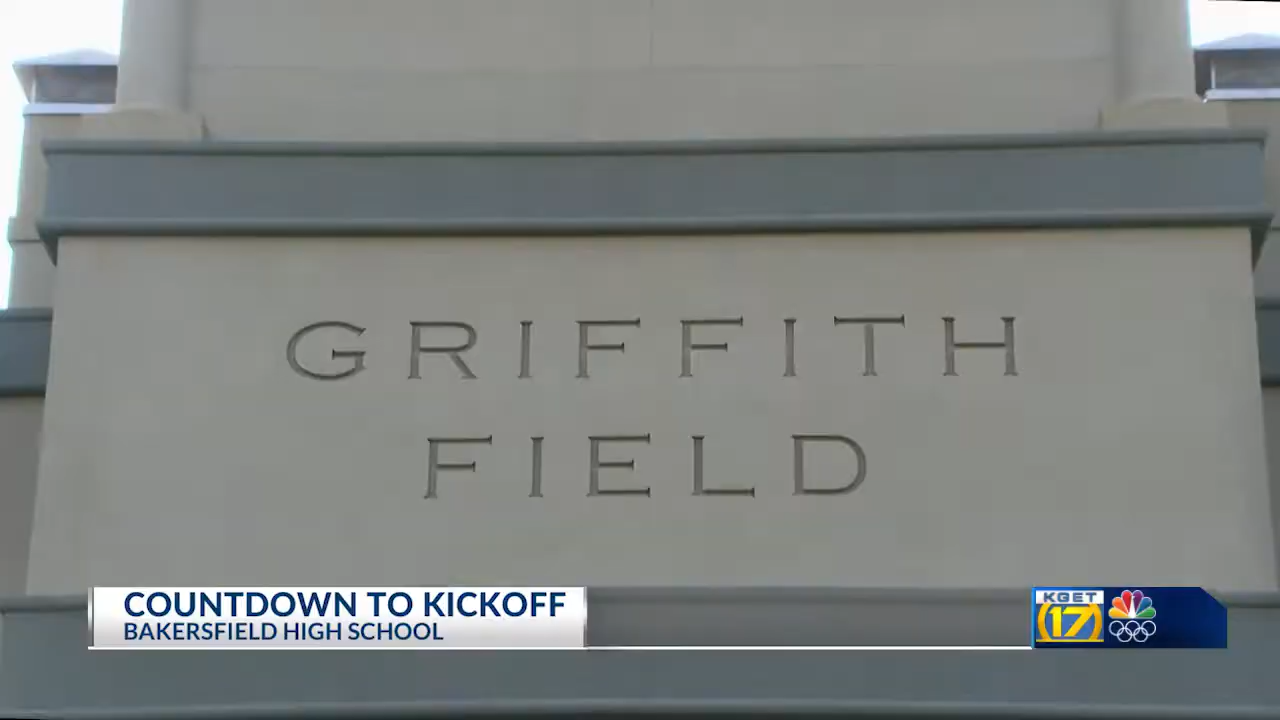 GRIFFITH
FIELD
COUNTDOWN TO KICKOFF
BAKERSFIELD HIGH SCHOOL
KGET
17